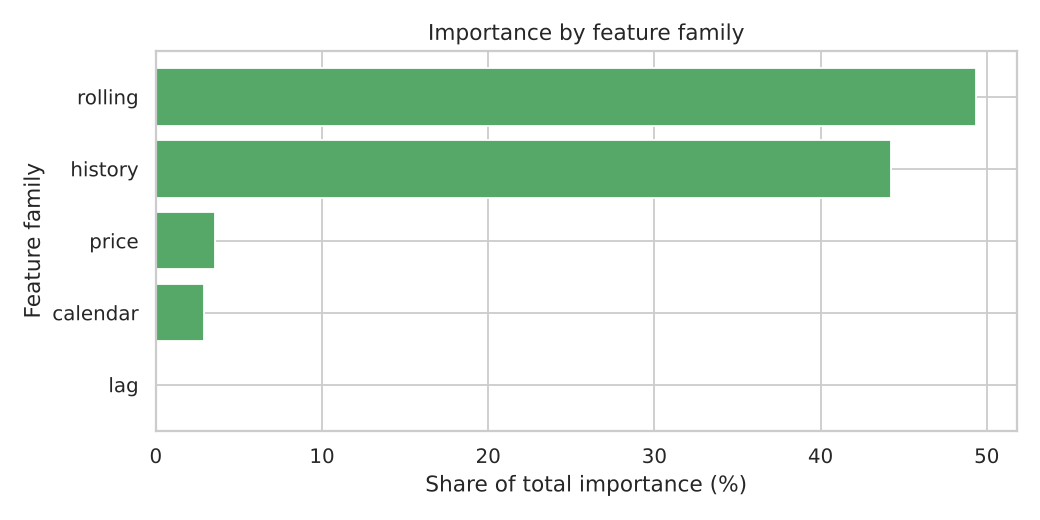 Importance by feature family
Feature family
rolling
history
price
calendar
lag
0 10 20 30 40 50
Share of total importance (%)